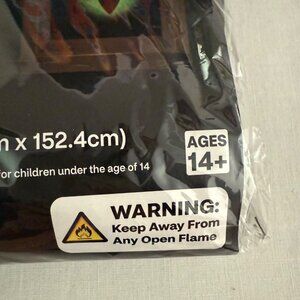 x 152.4cm)
AGES
14+
for children under the age of 14
WARNING:
Keep Away From
Any Open Flame